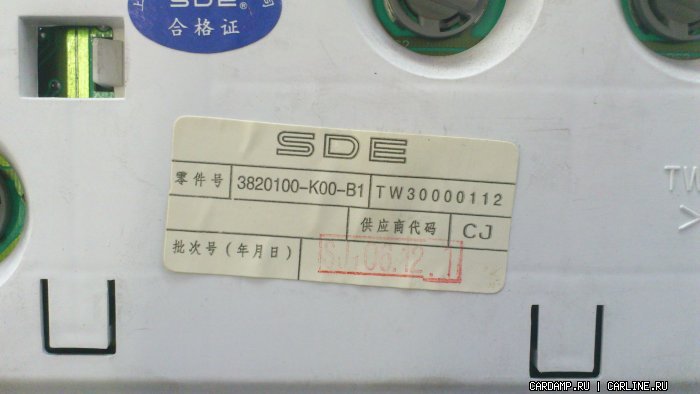 SDE®
合格证
SDE
零件号 3820100-K00-B1 TW30000112
供应商代码 CJ
批次号(年月日)
TW
CARDAMP.RU | CARLINE.RU